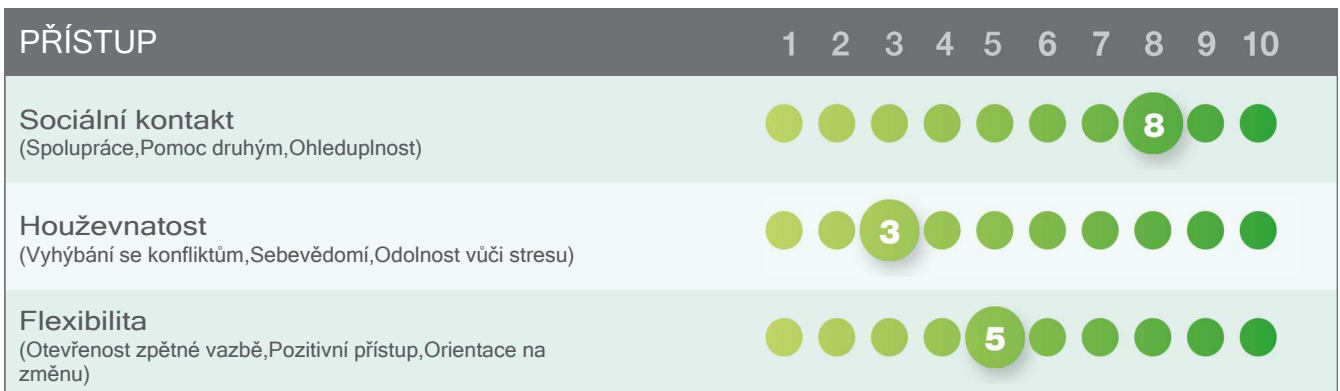 PŘÍSTUP 1 2 3 4 5 6 7 8 9 10
Sociální kontakt
(Spolupráce,Pomoc druhým,Ohleduplnost)
8
Houževnatost
(Vyhýbání se konfliktům,Sebevědomí,Odolnost vůči stresu)
3
Flexibilita
(Otevřenost zpětné vazbě,Pozitivní přístup,Orientace na
změnu)
5